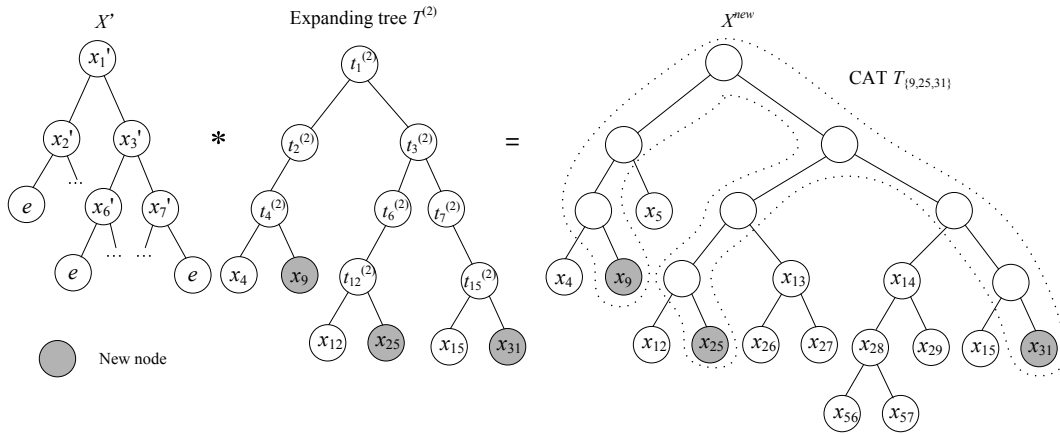 X' Expanding tree T⁽²⁾ Xⁿᵉʷ
x₁' t₁⁽²⁾ CAT T{9,25,31}
x₂' x₃' * t₂⁽²⁾ t₃⁽²⁾ =
... 
e x₆' x₇' t₄⁽²⁾ t₆⁽²⁾ t₇⁽²⁾ x₅
... ...
e e x₄ x₉ t₁₂⁽²⁾ t₁₅⁽²⁾ x₄ x₉ x₁₃ x₁₄
x₁₂ x₂₅ x₁₅ x₃₁ x₁₂ x₂₅ x₂₆ x₂₇ x₂₈ x₂₉ x₁₅ x₃₁
New node
x₅₆ x₅₇